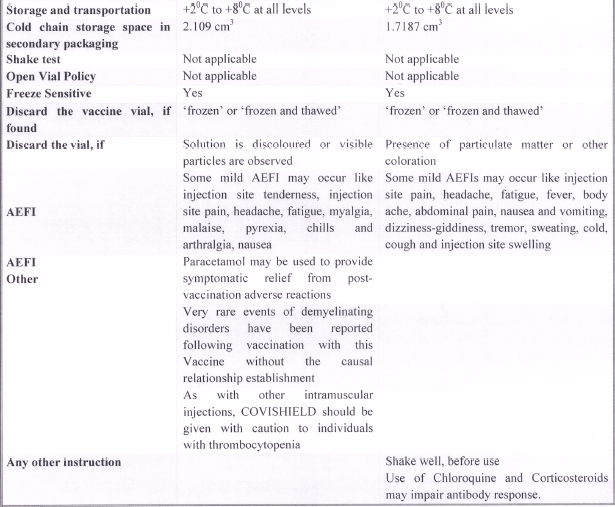 Storage and transportation +2⁰C to +8⁰C at all levels +2⁰C to +8⁰C at all levels
Cold chain storage space in 2.109 cm³ 1.7187 cm³
secondary packaging
Shake test Not applicable Not applicable
Open Vial Policy Not applicable Not applicable
Freeze Sensitive Yes Yes
Discard the vaccine vial, if 'frozen' or 'frozen and thawed' 'frozen' or 'frozen and thawed'
found
Discard the vial, if Solution is discoloured or visible Presence of particulate matter or other
particles are observed coloration
Some mild AEFI may occur like Some mild AEFIs may occur like injection
injection site tenderness, injection site pain, headache, fatigue, fever, body
AEFI site pain, headache, fatigue, myalgia, ache, abdominal pain, nausea and vomiting,
malaise, pyrexia, chills and dizziness-giddiness, tremor, sweating, cold,
arthralgia, nausea cough and injection site swelling
AEFI Paracetamol may be used to provide
Other symptomatic relief from post-
vaccination adverse reactions
Very rare events of demyelinating
disorders have been reported
following vaccination with this
Vaccine without the causal
relationship establishment
As with other intramuscular
injections, COVISHIELD should be
given with caution to individuals
with thrombocytopenia
Any other instruction Shake well, before use
Use of Chloroquine and Corticosteroids
may impair antibody response.